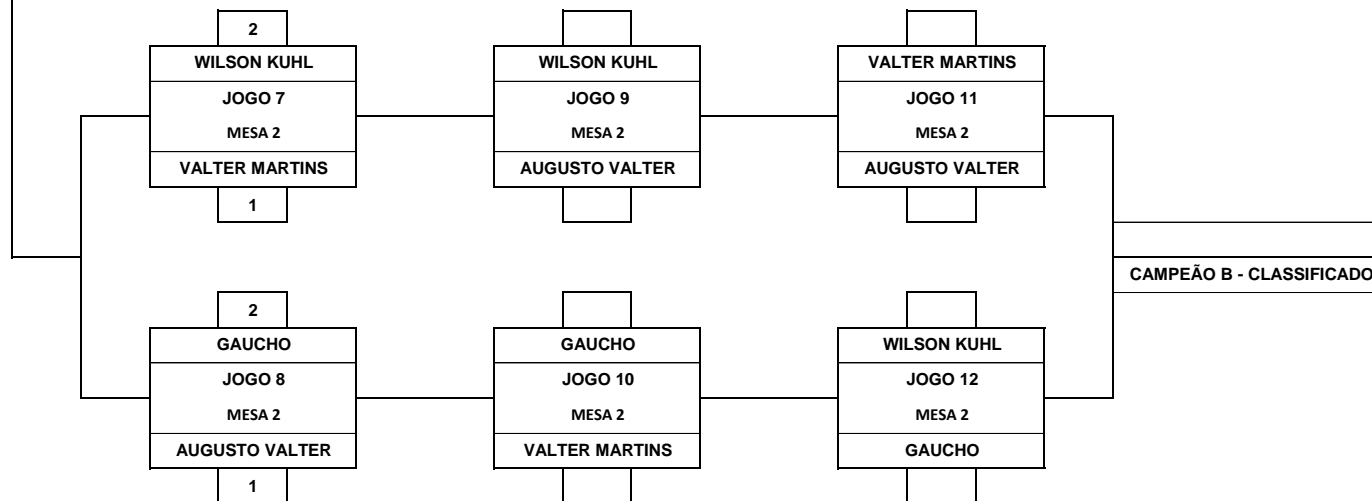 2
WILSON KUHL
JOGO 7
MESA 2
VALTER MARTINS
1
WILSON KUHL
JOGO 9
MESA 2
AUGUSTO VALTER
VALTER MARTINS
JOGO 11
MESA 2
AUGUSTO VALTER
CAMPEÃO B - CLASSIFICADO
2
GAUCHO
JOGO 8
MESA 2
AUGUSTO VALTER
1
GAUCHO
JOGO 10
MESA 2
VALTER MARTINS
WILSON KUHL
JOGO 12
MESA 2
GAUCHO